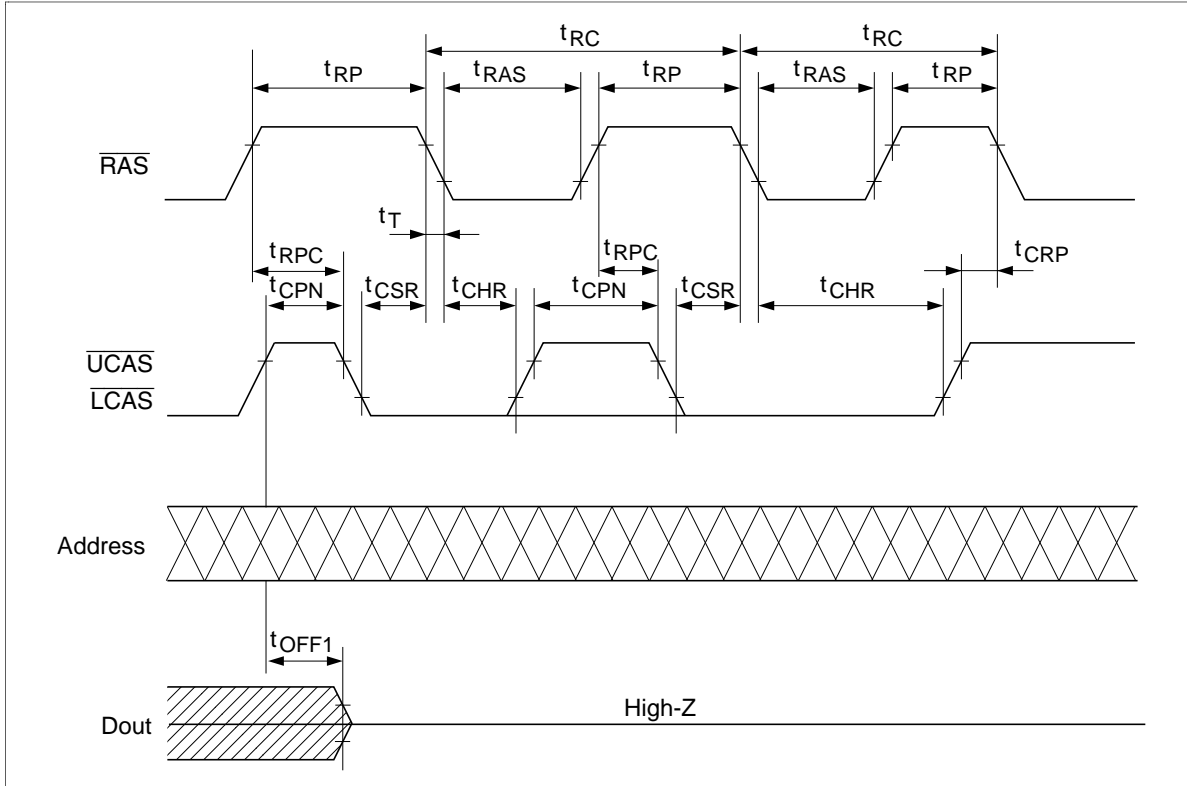 tRC tRC
tRP tRAS tRP tRAS tRP
RAS
tT
tRPC tRPC tCRP
tCPN tCSR tCHR tCPN tCSR tCHR
UCAS
LCAS
Address
tOFF1
High-Z
Dout